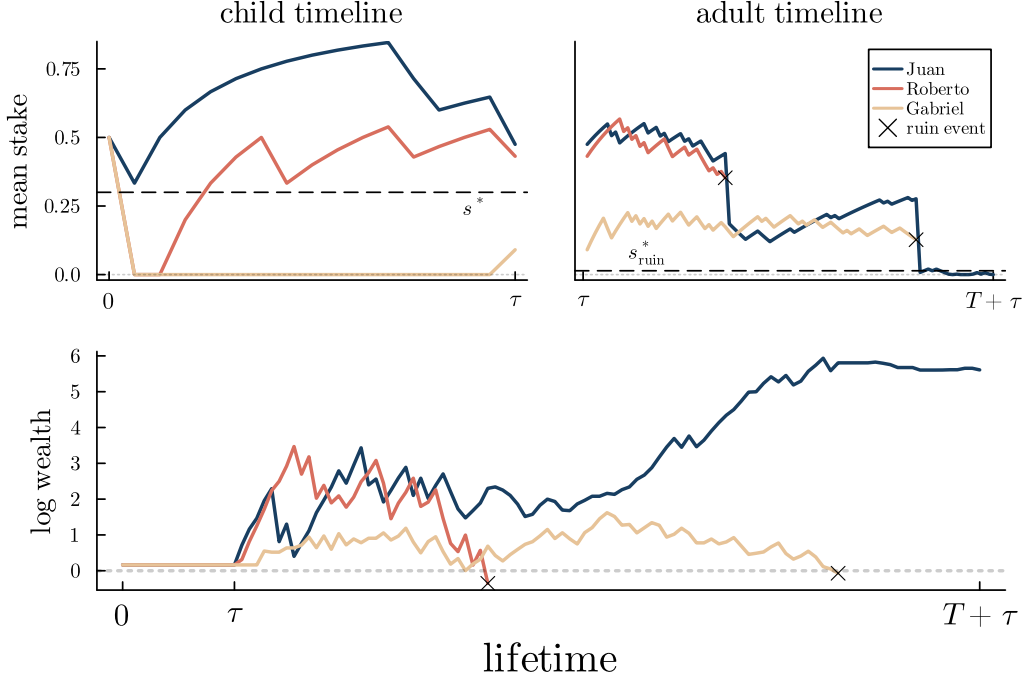 child timeline
adult timeline
mean stake
0.75
0.5
0.25
0.0
s*
0
τ
Juan
Roberto
Gabriel
ruin event
s*ruin
τ
T + τ
log wealth
6
5
4
3
2
1
0
0
τ
T + τ
lifetime